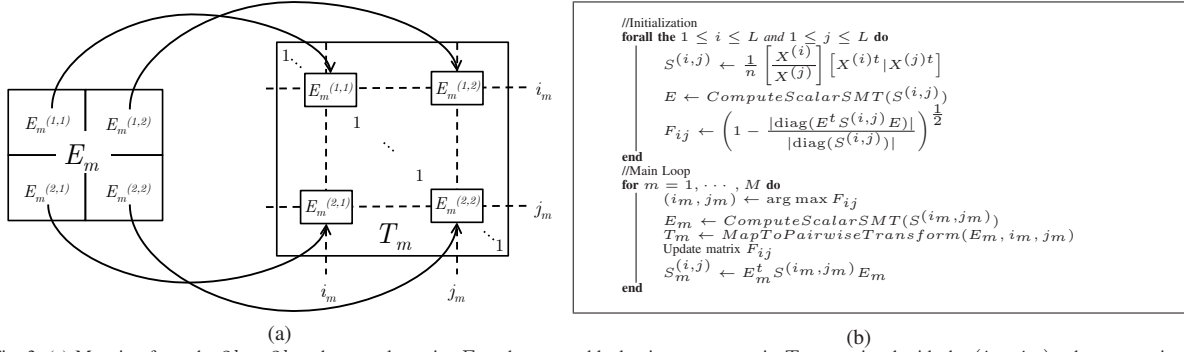 E_m^(1,1) E_m^(1,2)
E_m
E_m^(2,1) E_m^(2,2)
1⋱
E_m^(1,1) E_m^(1,2) i_m
1
⋱
1
E_m^(2,1) E_m^(2,2) j_m
T_m ⋱1
i_m j_m
(a)
//Initialization
forall the 1 ≤ i ≤ L and 1 ≤ j ≤ L do
S^(i,j) ← 1/n [X^(i) / X^(j)] [X^(i)t | X^(j)t]
E ← ComputeScalarSMT(S^(i,j))
F_ij ← (1 − |diag(E^t S^(i,j) E)| / |diag(S^(i,j))|)^(1/2)
end
//Main Loop
for m = 1, · · · , M do
(i_m, j_m) ← arg max F_ij
E_m ← ComputeScalarSMT(S^(i_m,j_m))
T_m ← MapToPairwiseTransform(E_m, i_m, j_m)
Update matrix F_ij
S_m^(i,j) ← E_m^t S^(i_m,j_m) E_m
end
(b)